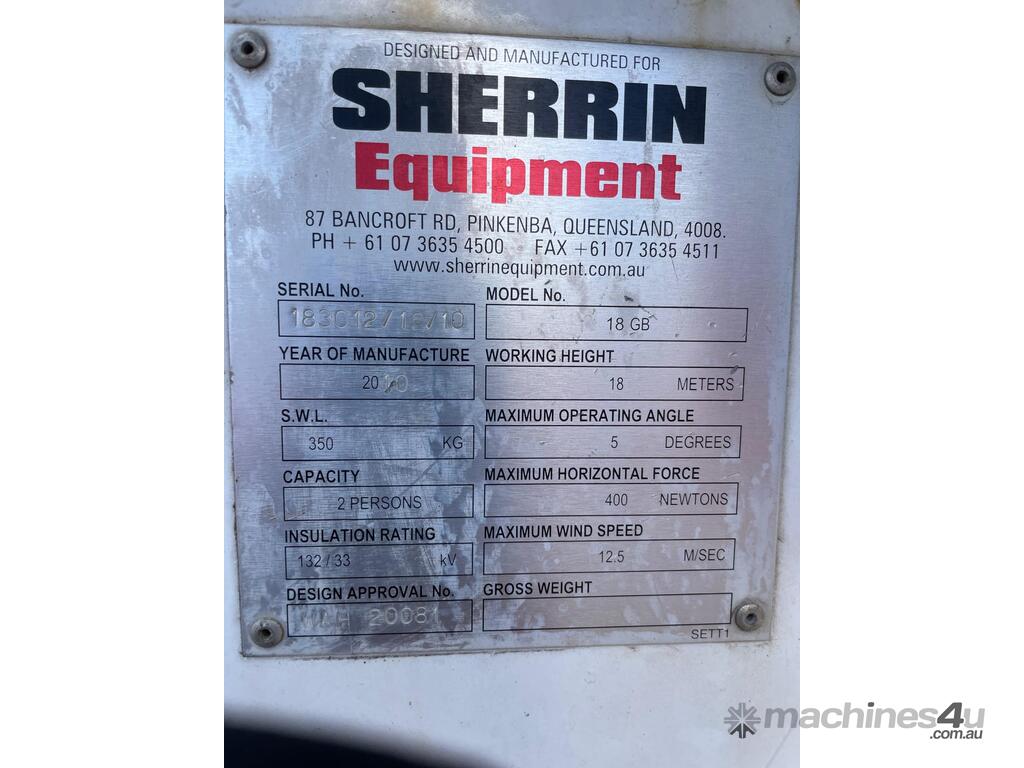 DESIGNED AND MANUFACTURED FOR
SHERRIN
Equipment
87 BANCROFT RD, PINKENBA, QUEENSLAND, 4008.
PH + 61 07 3635 4500 FAX +61 07 3635 4511
www.sherrinequipment.com.au
SERIAL No. MODEL No.
18 GB
YEAR OF MANUFACTURE WORKING HEIGHT
2010 18 METERS
S.W.L. MAXIMUM OPERATING ANGLE
350 KG 5 DEGREES
CAPACITY MAXIMUM HORIZONTAL FORCE
2 PERSONS 400 NEWTONS
INSULATION RATING MAXIMUM WIND SPEED
132 / 33 kV 12.5 M/SEC
DESIGN APPROVAL No. GROSS WEIGHT
20081
SETT1
machines4u
.com.au